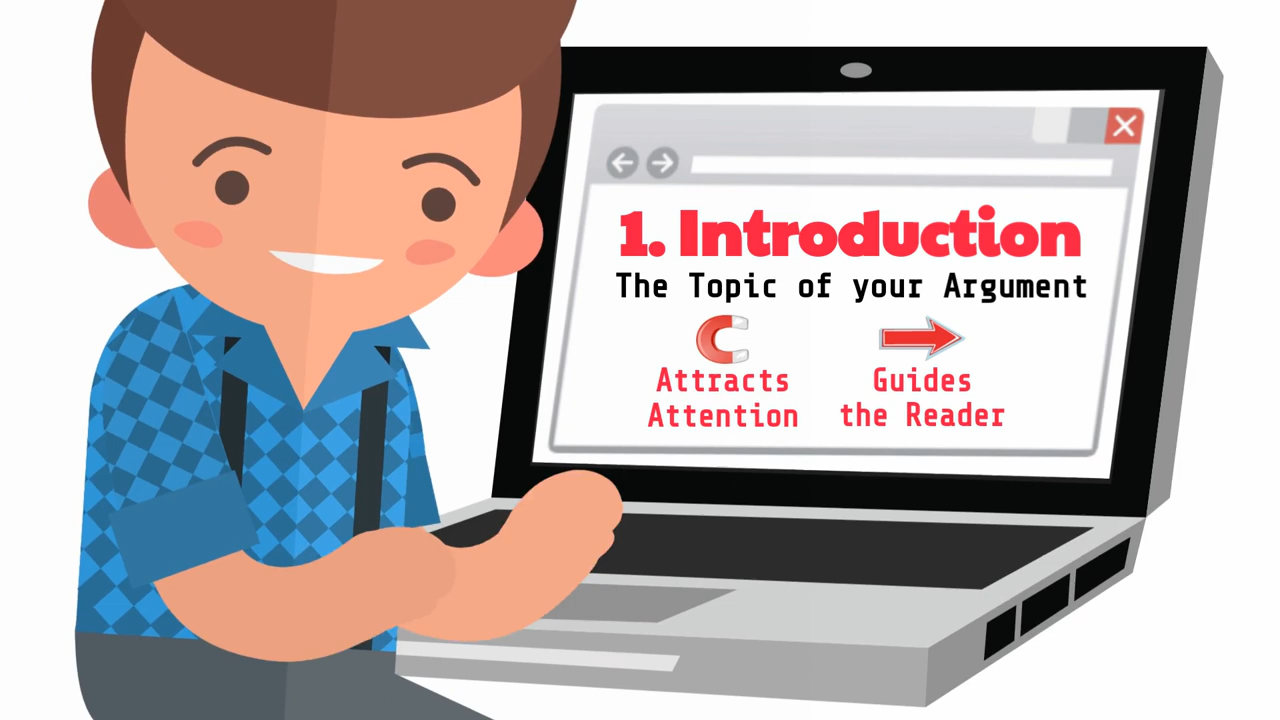 1. Introduction
The Topic of your Argument
Attracts
Attention
Guides
the Reader